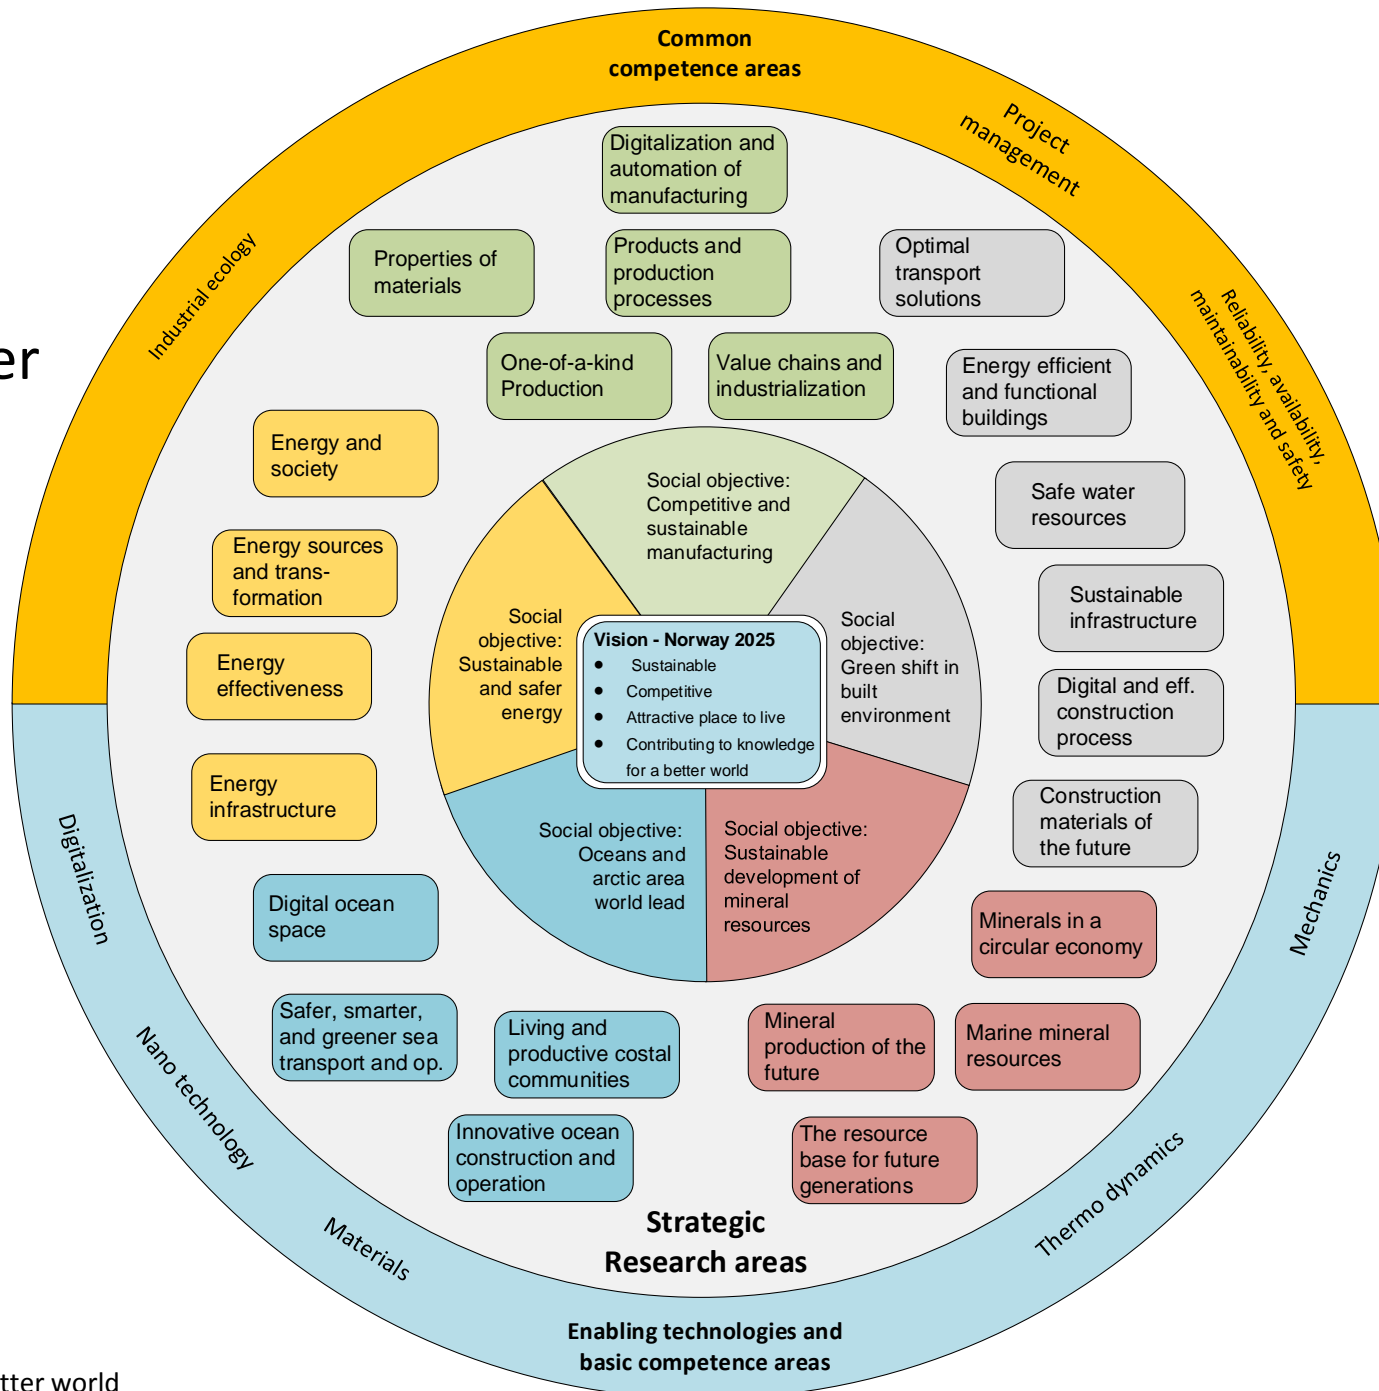 Common
competence areas
Project
management
Industrial ecology
Reliability, availability,
maintainability and safety
Digitalization and
automation of
manufacturing
Properties of
materials
Products and
production
processes
Optimal
transport
solutions
er
One-of-a-kind
Production
Value chains and
industrialization
Energy efficient
and functional
buildings
Energy and
society
Safe water
resources
Social objective:
Competitive and
sustainable
manufacturing
Energy sources
and trans-
formation
Sustainable
infrastructure
Social
objective:
Sustainable
and safer
energy
Vision - Norway 2025
• Sustainable
• Competitive
• Attractive place to live
• Contributing to knowledge
for a better world
Social
objective:
Green shift in
built
environment
Energy
effectiveness
Digital and eff.
construction
process
Energy
infrastructure
Construction
materials of
the future
Social objective:
Oceans and
arctic area
world lead
Social objective:
Sustainable
development of
mineral
resources
Digitalization
Mechanics
Digital ocean
space
Minerals in a
circular economy
Safer, smarter,
and greener sea
transport and op.
Living and
productive costal
communities
Mineral
production of the
future
Marine mineral
resources
Nano technology
Innovative ocean
construction and
operation
The resource
base for future
generations
Thermo dynamics
Materials
Strategic
Research areas
Enabling technologies and
basic competence areas
tter world